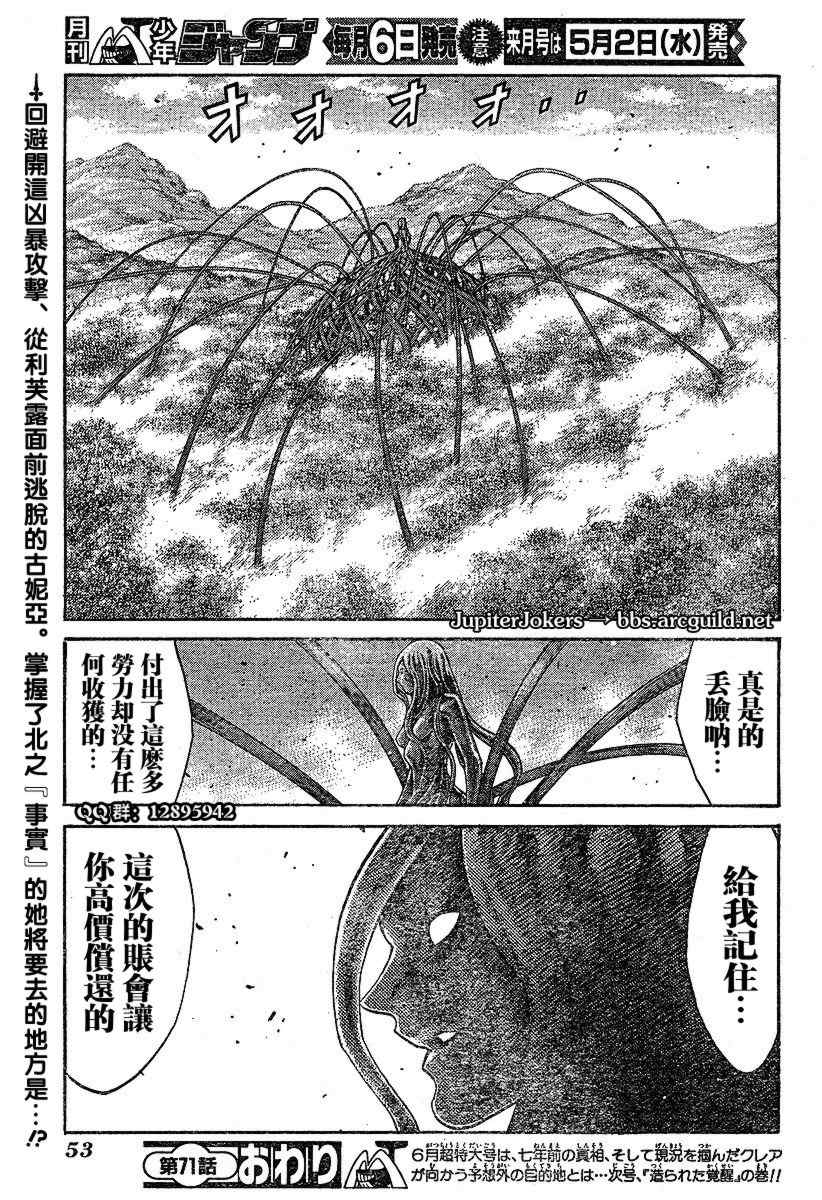 月刊
少年
ジャンプ
毎月6日発売
注意
来月号は
5月2日(水)
発売
オオオオ‥
→回避開這凶暴攻擊、從利芙露面前逃脫的古妮亞。掌握了北之『事實』的她將要去的地方是…!?
JupiterJokers → bbs.arcguild.net
真是的
丟臉吶…
付出了這麼多
勞力却没有任
何收獲的…
QQ群: 12895942
給我記住…
這次的賬會讓
你高價償還的
53
第71話
おわり
6月超特大号は、七年前の真相、そして現況を掴んだクレア
が向かう予想外の目的地とは…次号、『造られた覚醒』の巻!!